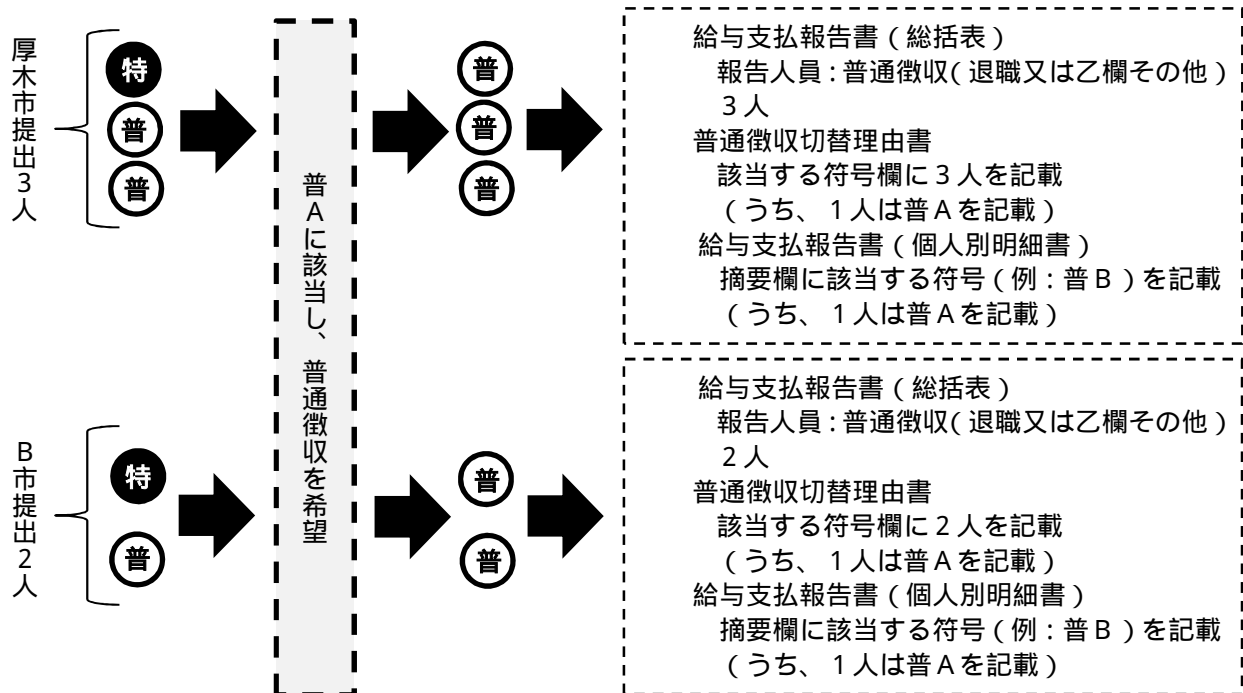 厚木市提出3人
特
普
普
普Aに該当し、普通徴収を希望
普
普
普
給与支払報告書(総括表)
報告人員:普通徴収(退職又は乙欄その他)
3人
普通徴収切替理由書
該当する符号欄に3人を記載
(うち、1人は普Aを記載)
給与支払報告書(個人別明細書)
摘要欄に該当する符号(例:普B)を記載
(うち、1人は普Aを記載)
B市提出2人
特
普
普
普
給与支払報告書(総括表)
報告人員:普通徴収(退職又は乙欄その他)
2人
普通徴収切替理由書
該当する符号欄に2人を記載
(うち、1人は普Aを記載)
給与支払報告書(個人別明細書)
摘要欄に該当する符号(例:普B)を記載
(うち、1人は普Aを記載)